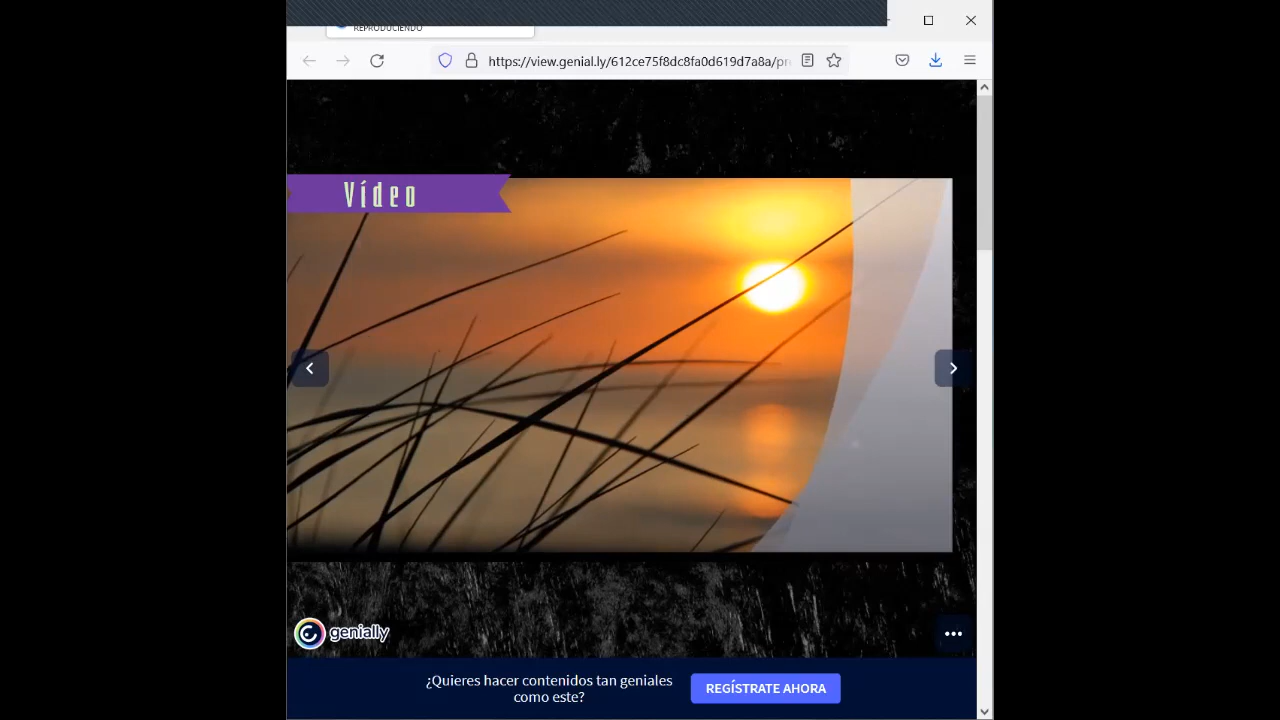 REPRODUCIENDO
https://view.genial.ly/612ce75f8dc8fa0d619d7a8a/pr
Vídeo
genially
¿Quieres hacer contenidos tan geniales
como este?
REGÍSTRATE AHORA